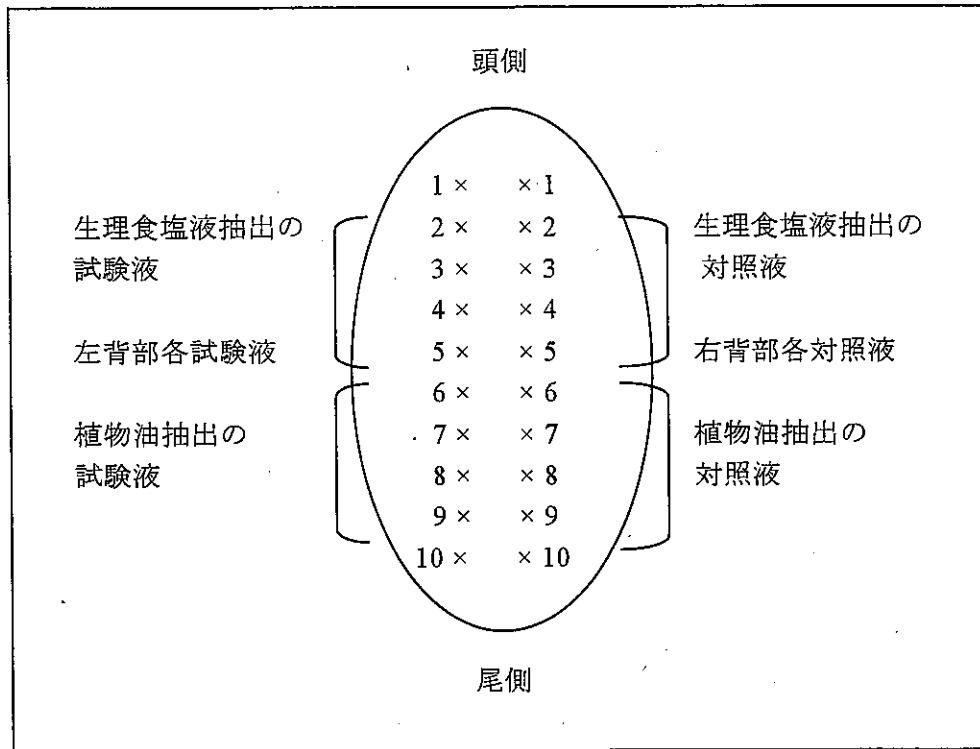 頭側
1 × × 1
生理食塩液抽出の 2 × × 2 生理食塩液抽出の
試験液 3 × × 3 対照液
4 × × 4
左背部各試験液 5 × × 5 右背部各対照液
6 × × 6
植物油抽出の 7 × × 7 植物油抽出の
試験液 8 × × 8 対照液
9 × × 9
10 × × 10
尾側